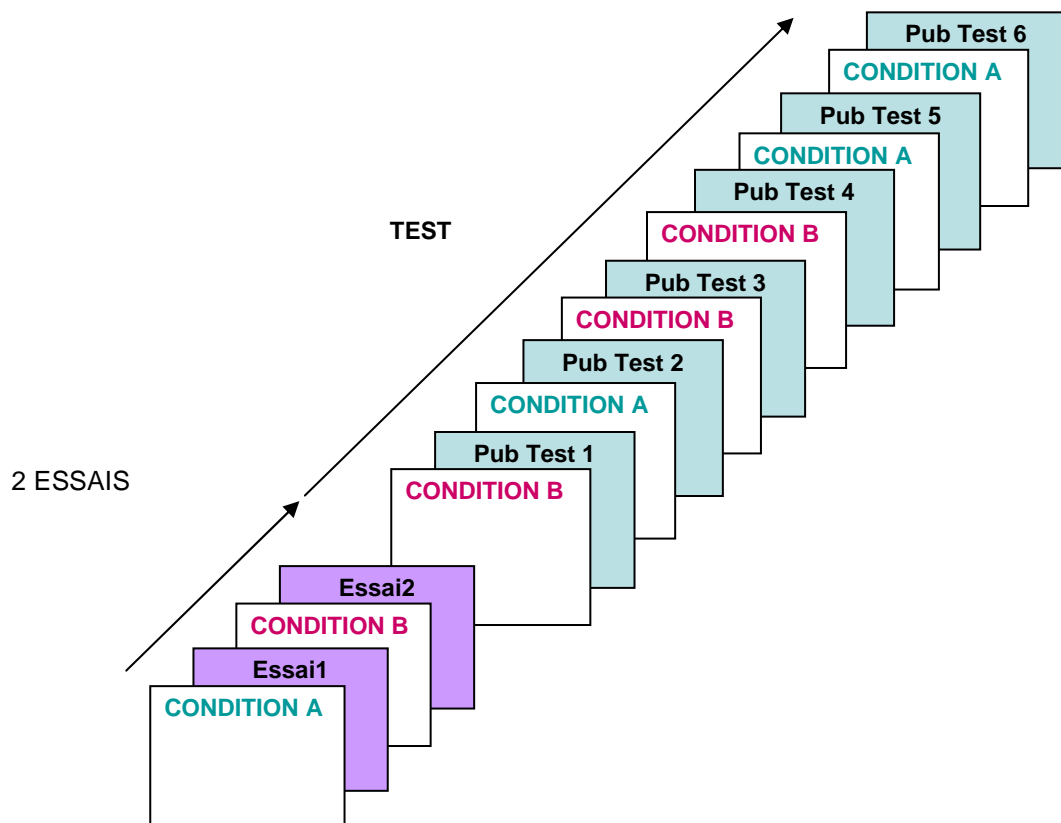 Pub Test 6
CONDITION A
Pub Test 5
CONDITION A
Pub Test 4
CONDITION B
TEST
Pub Test 3
CONDITION B
Pub Test 2
CONDITION A
Pub Test 1
2 ESSAIS
CONDITION B
Essai2
CONDITION B
Essai1
CONDITION A